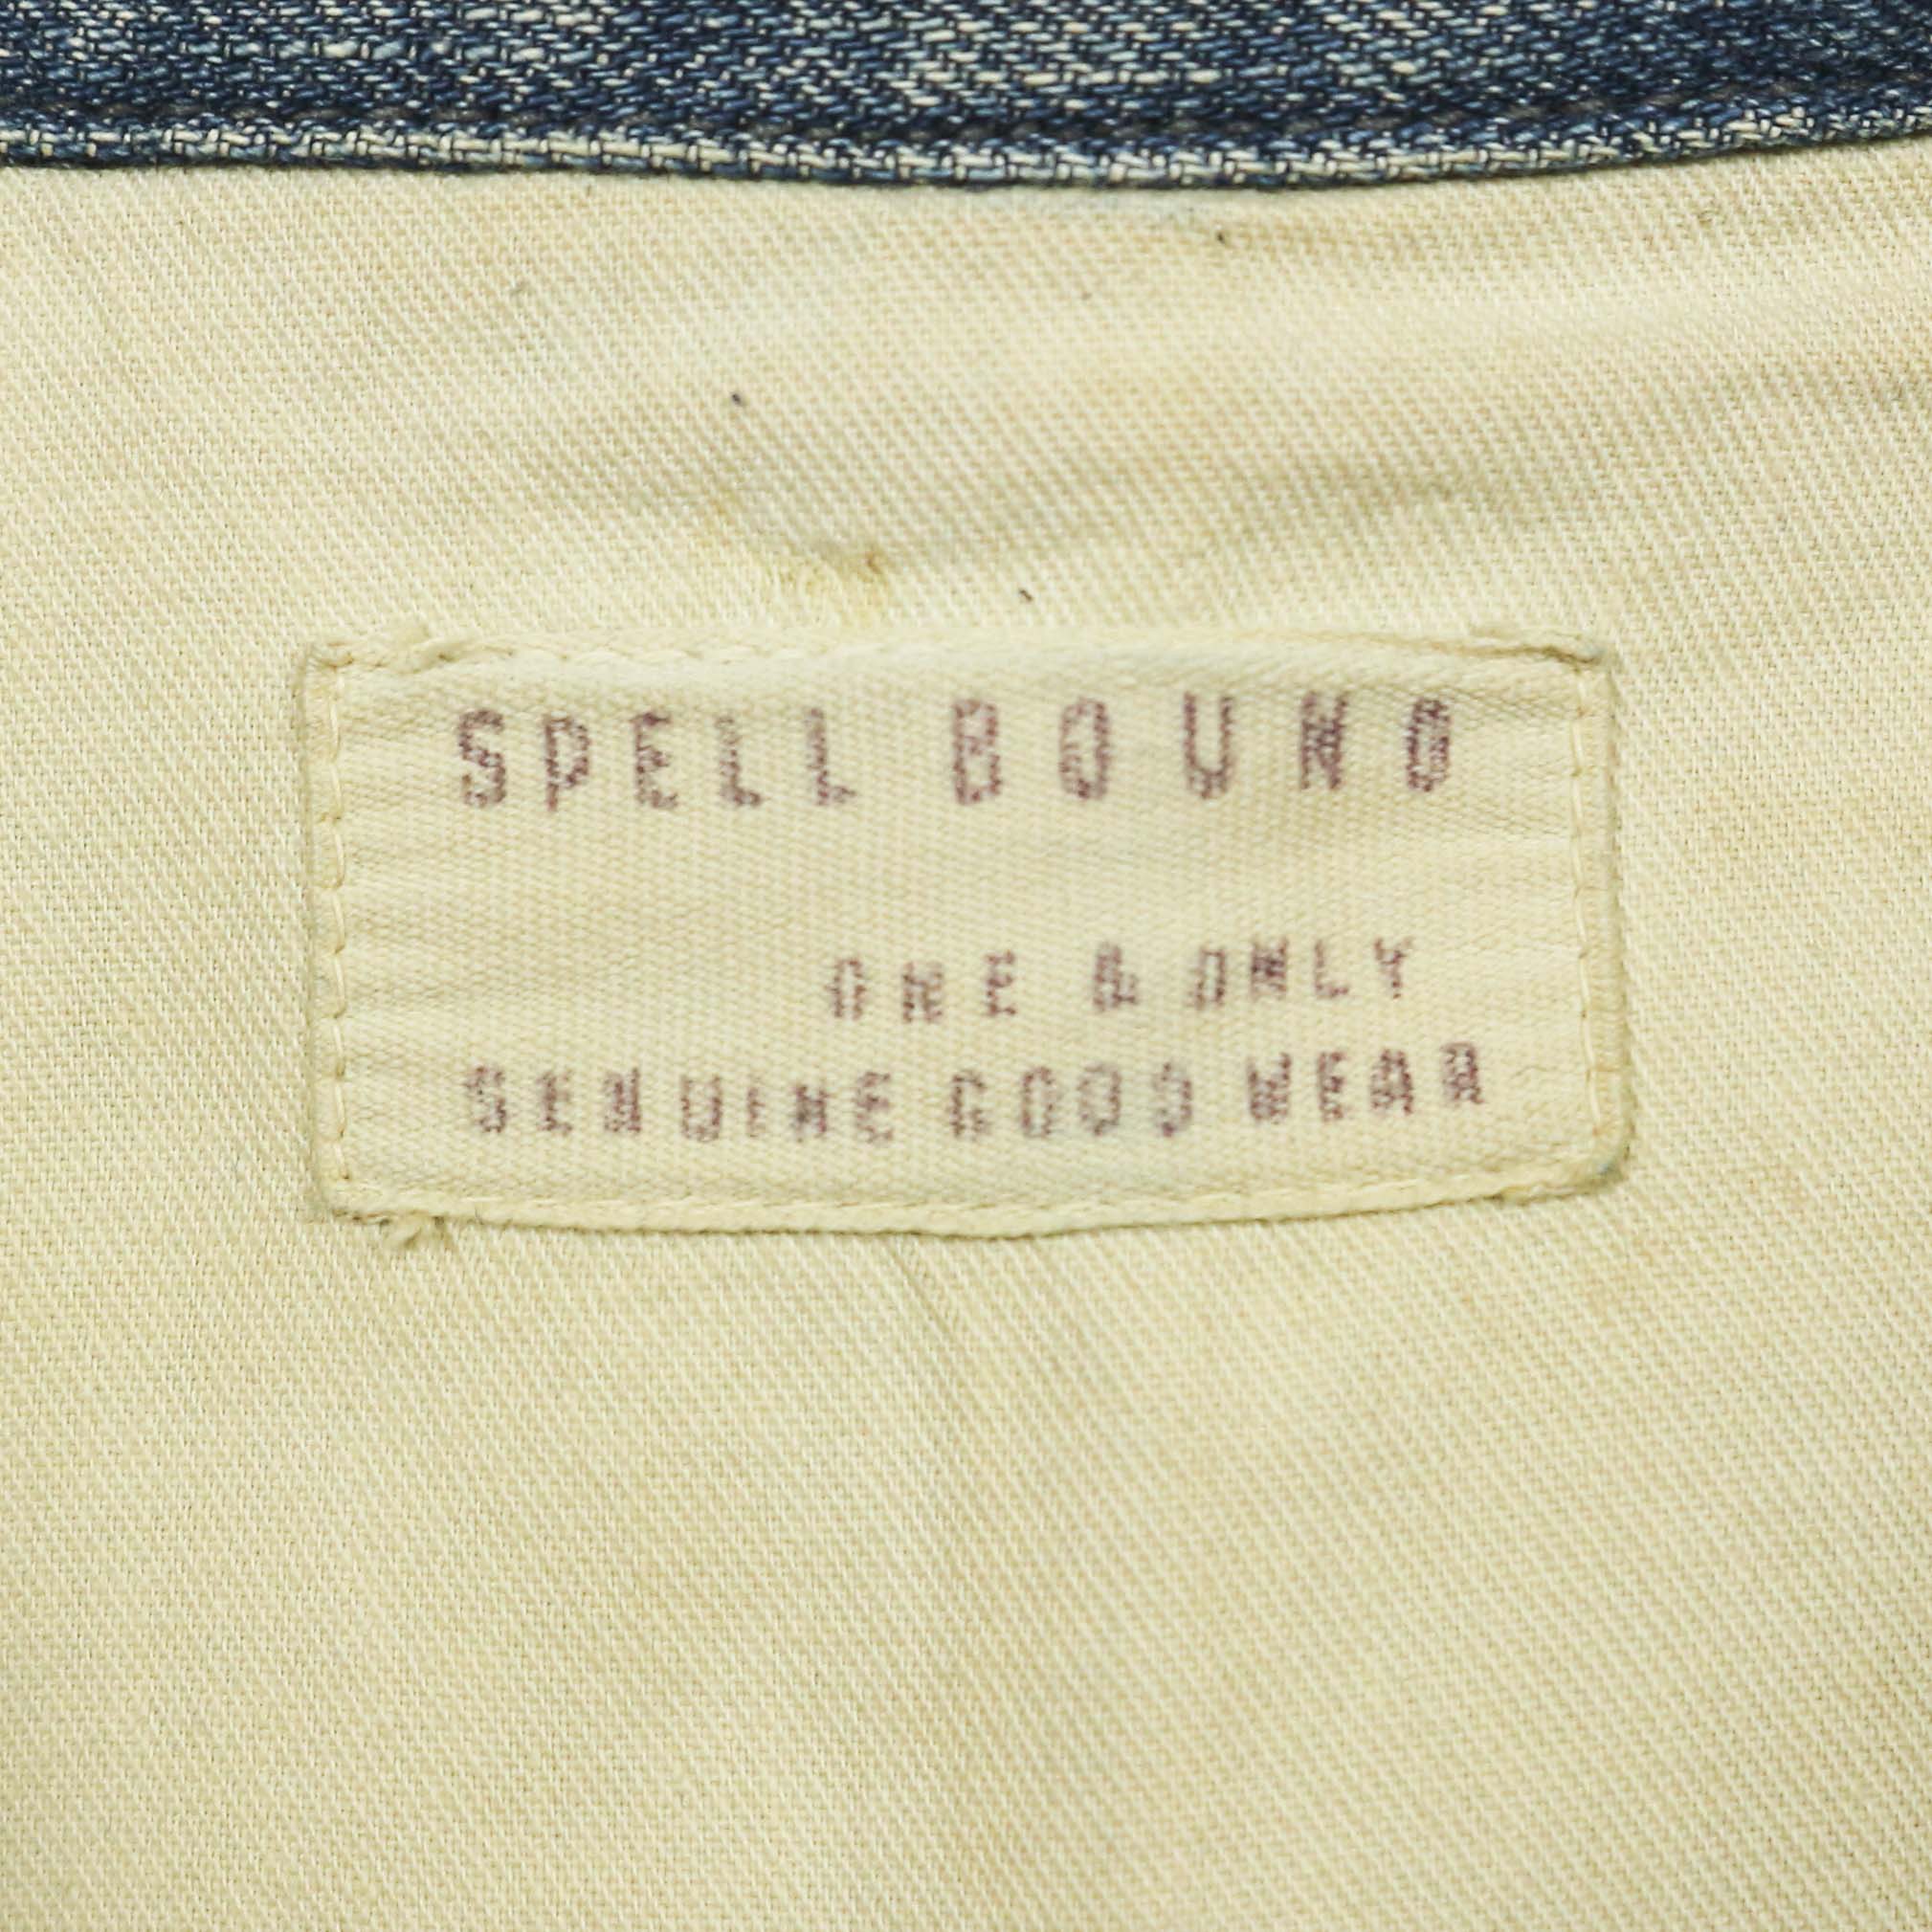 SPELL BOUND
ONE & ONLY
GENUINE GOOD WEAR